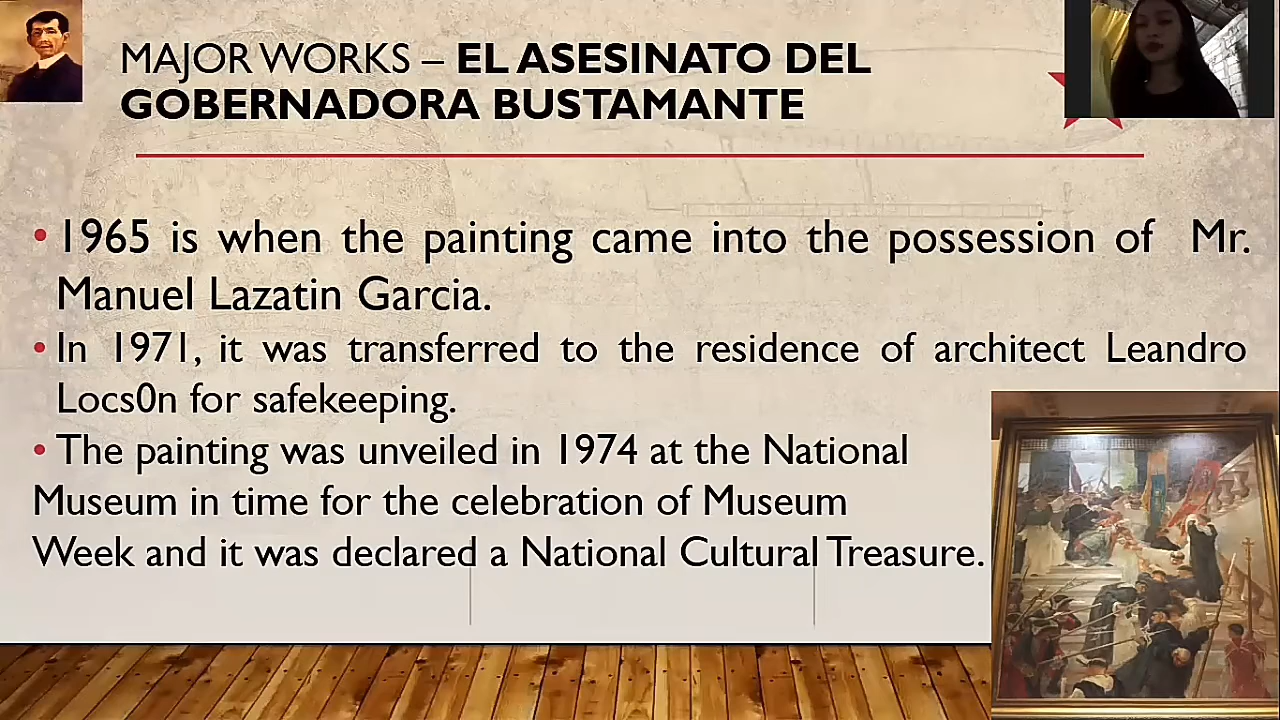 MAJOR WORKS – EL ASESINATO DEL
GOBERNADORA BUSTAMANTE
• 1965 is when the painting came into the possession of Mr.
Manuel Lazatin Garcia.
• In 1971, it was transferred to the residence of architect Leandro
Locs0n for safekeeping.
• The painting was unveiled in 1974 at the National
Museum in time for the celebration of Museum
Week and it was declared a National Cultural Treasure.